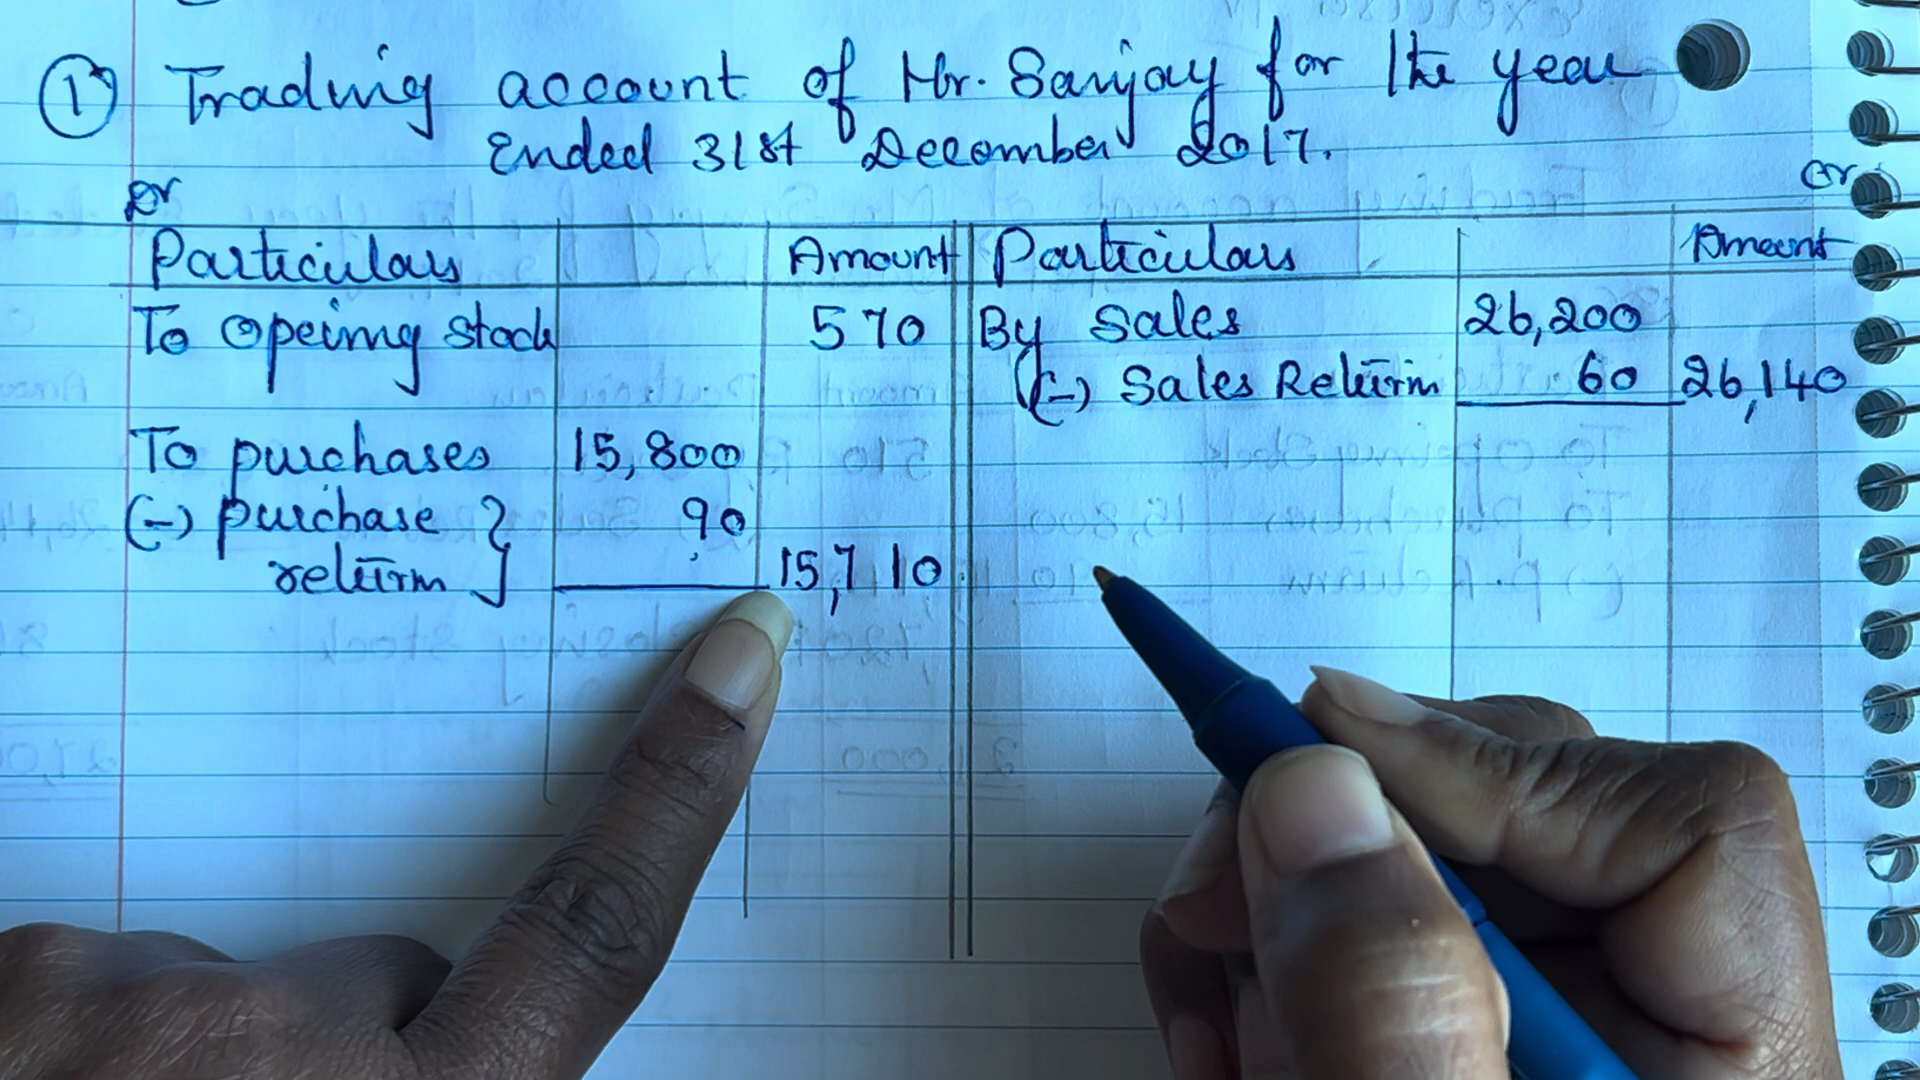 ① Trading account of Mr. Sanjay for the year
Ended 31st December 2017.
Dr Cr
Particulars Amount Particulars Amount
To opeimg stock 570 By Sales 26,200
(-) Sales Return 60 26,140
To purchases 15,800
(-) purchase 90
return } 15,710